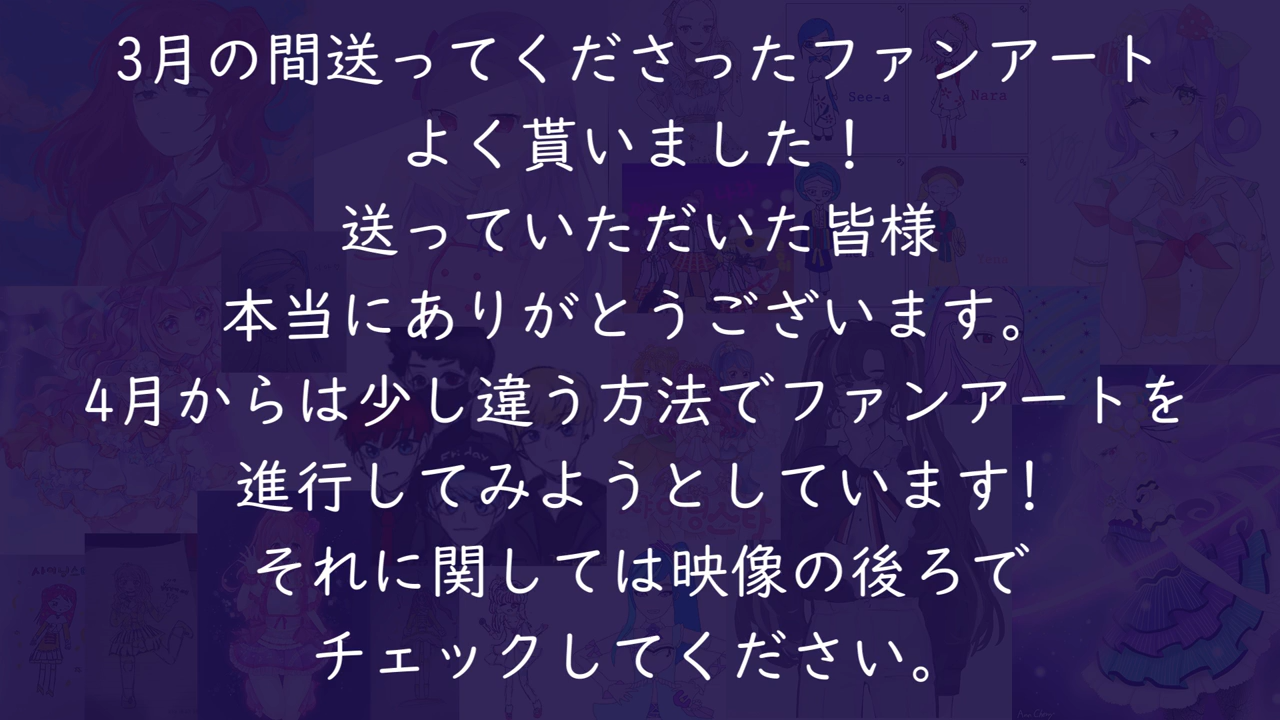 3月の間送ってくださったファンアート
よく貰いました！
送っていただいた皆様
本当にありがとうございます。
4月からは少し違う方法でファンアートを
進行してみようとしています!
それに関しては映像の後ろで
チェックしてください。
See-a
Nara
Friday